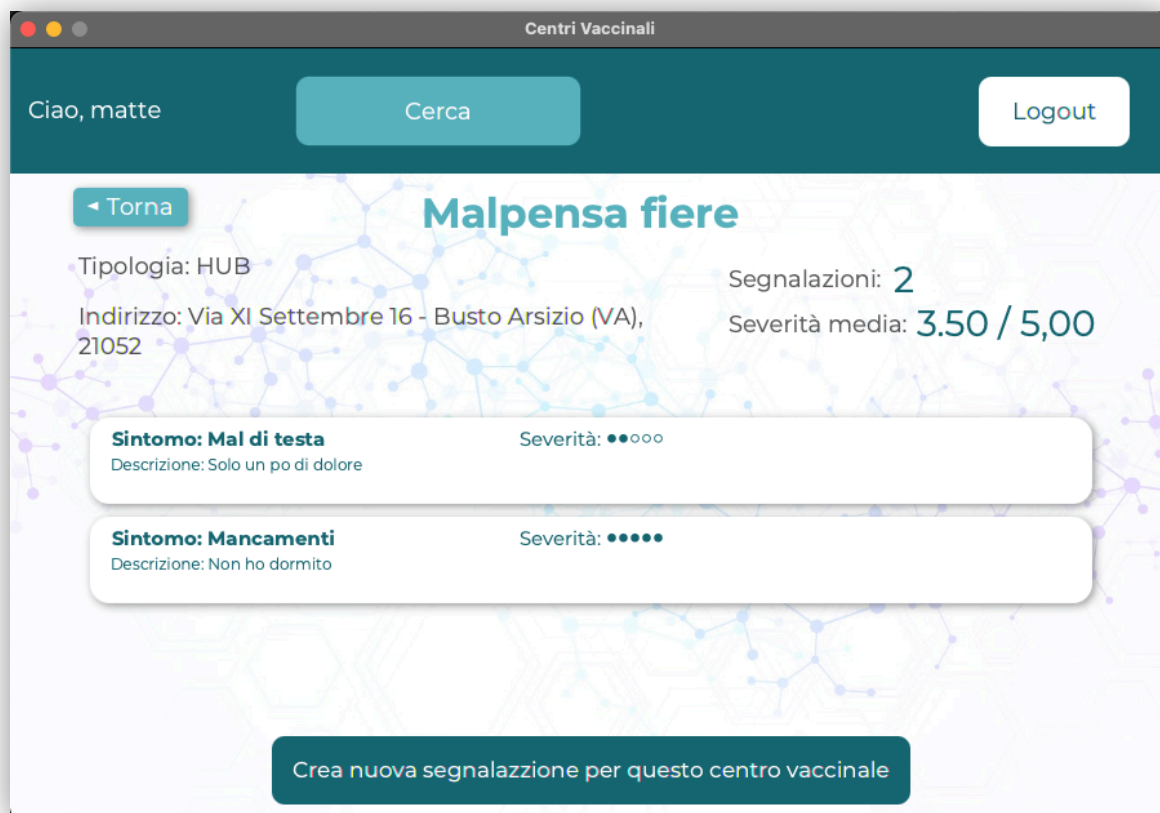 Centri Vaccinali
Ciao, matte
Cerca
Logout
◄ Torna
Malpensa fiere
Tipologia: HUB
Indirizzo: Via XI Settembre 16 - Busto Arsizio (VA),
21052
Segnalazioni: 2
Severità media: 3.50 / 5,00
Sintomo: Mal di testa
Severità: ●●○○○
Descrizione: Solo un po di dolore
Sintomo: Mancamenti
Severità: ●●●●●
Descrizione: Non ho dormito
Crea nuova segnalazzione per questo centro vaccinale